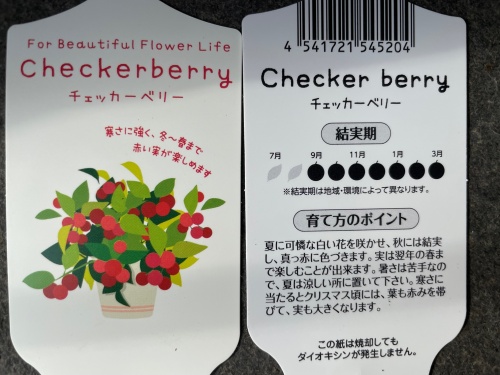 For Beautiful Flower Life
Checkerberry
チェッカーベリー
寒さに強く、冬〜春まで
赤い実が楽しめます
4 541721 545204
Checker berry
チェッカーベリー
結実期
7月 9月 11月 1月 3月
※結実期は地域・環境によって異なります。
育て方のポイント
夏に可憐な白い花を咲かせ、秋には結実
し、真っ赤に色づきます。実は翌年の春ま
で楽しむことが出来ます。暑さは苦手なの
で、夏は涼しい所に置いて下さい。寒さに
当たるとクリスマス頃には、葉も赤みを帯
びて、実も大きくなります。
この紙は焼却しても
ダイオキシンが発生しません。